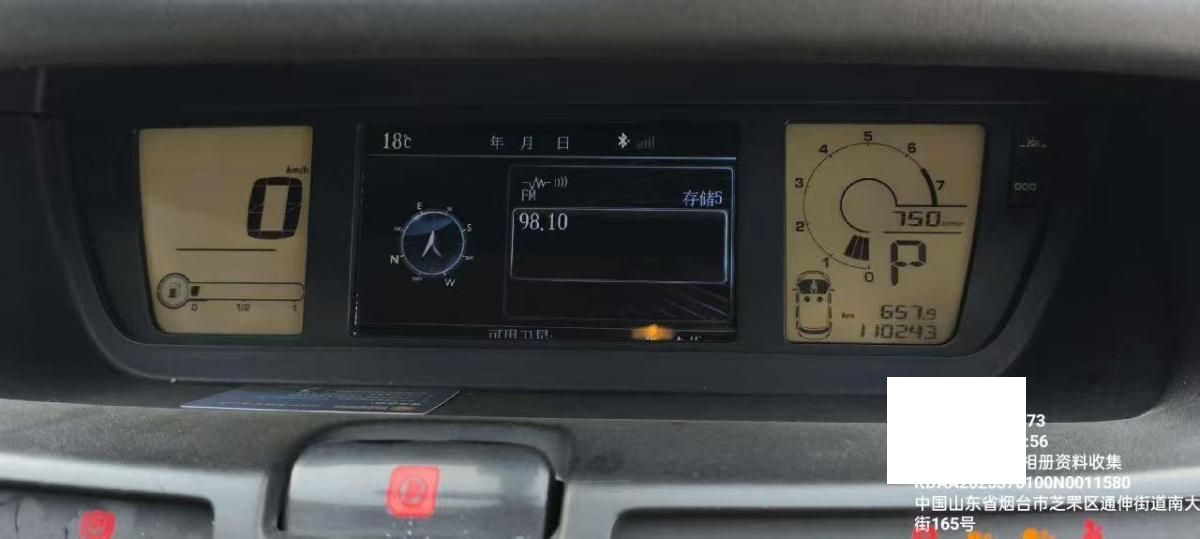 km/h
0
0 1/2 1
18℃ 年 月 日
FM 存储5
98.10
E
S
N
W
可用卫星:
0 1 2 3 4 5 6 7
750
P
km 657.9
110243
73
:56
相册资料收集
中国山东省烟台市芝罘区通伸街道南大
街165号